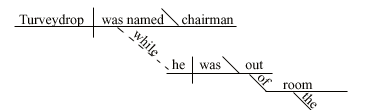 Turveydrop was named chairman
while
he was out
of room
the